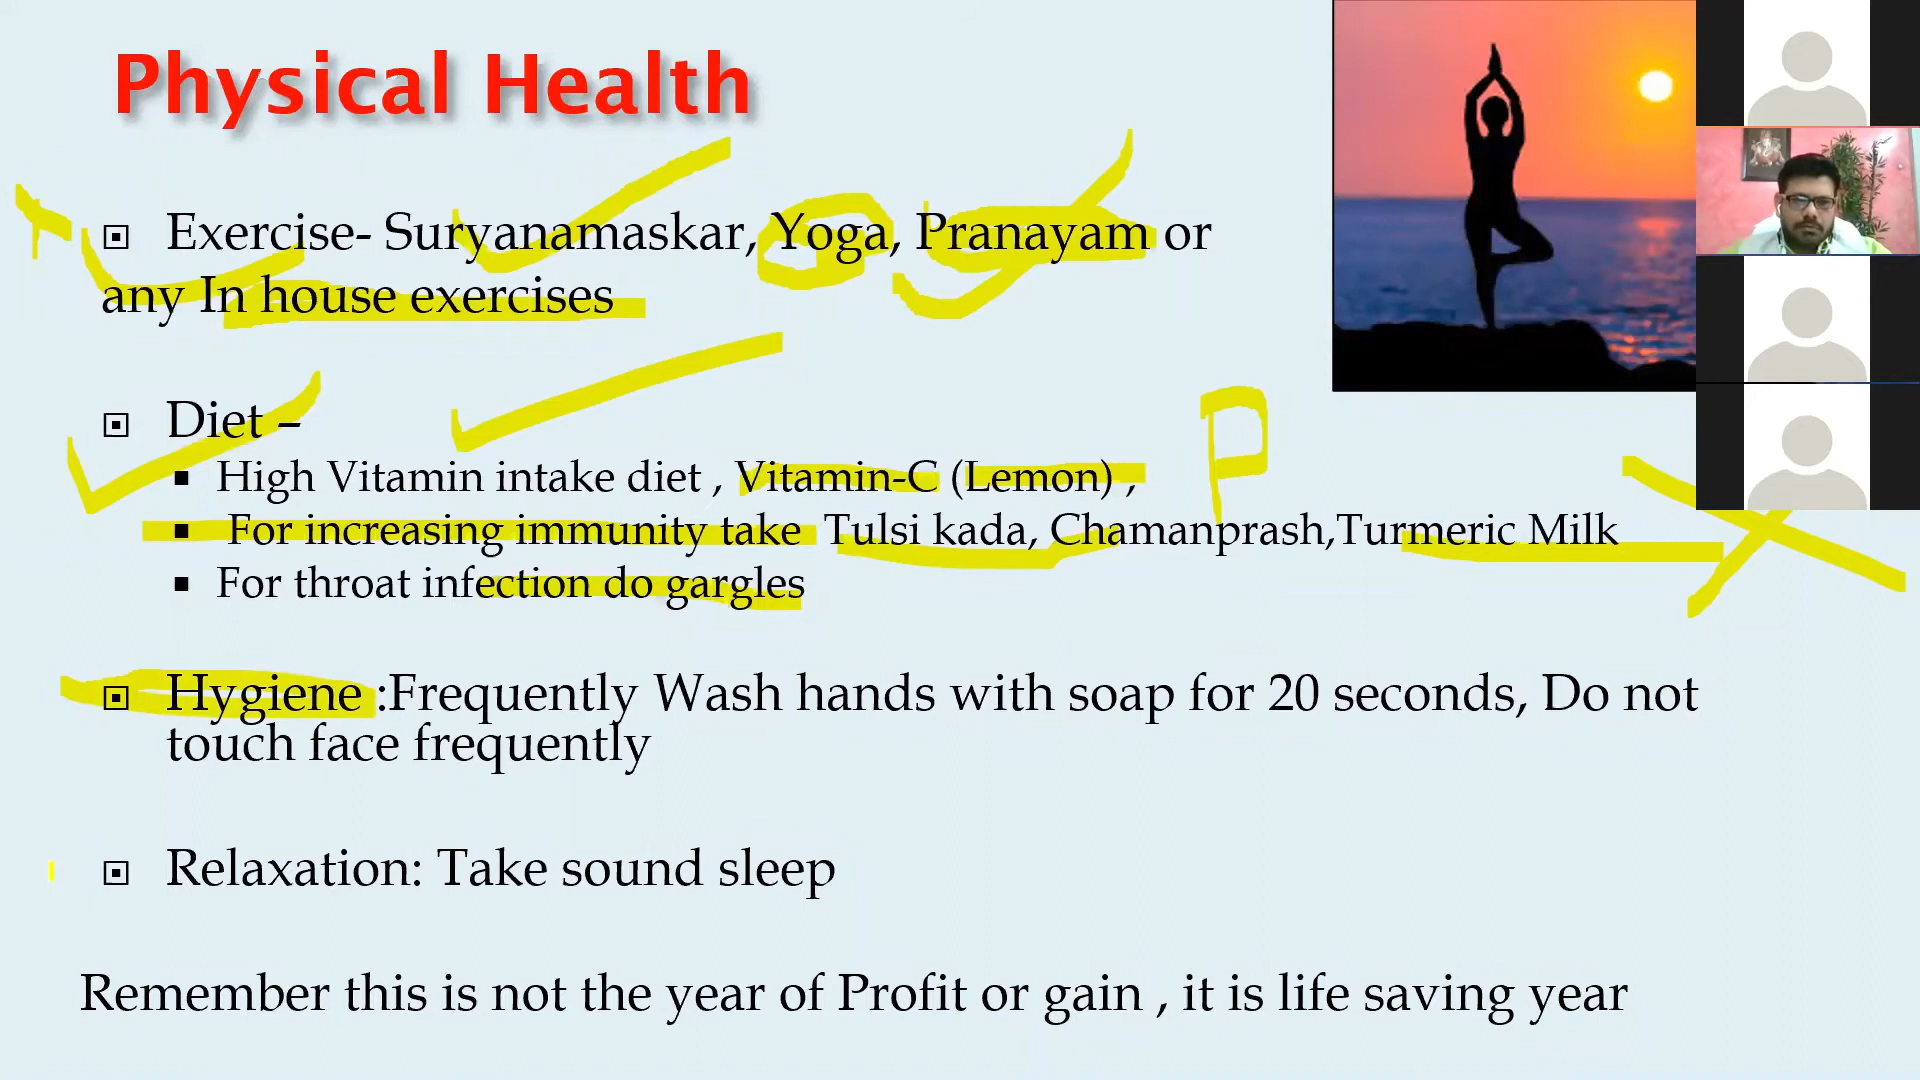 Physical Health
Exercise- Suryanamaskar, Yoga, Pranayam or
any In house exercises
Diet –
High Vitamin intake diet , Vitamin-C (Lemon) ,
For increasing immunity take Tulsi kada, Chamanprash,Turmeric Milk
For throat infection do gargles
Hygiene :Frequently Wash hands with soap for 20 seconds, Do not
touch face frequently
Relaxation: Take sound sleep
Remember this is not the year of Profit or gain , it is life saving year
P